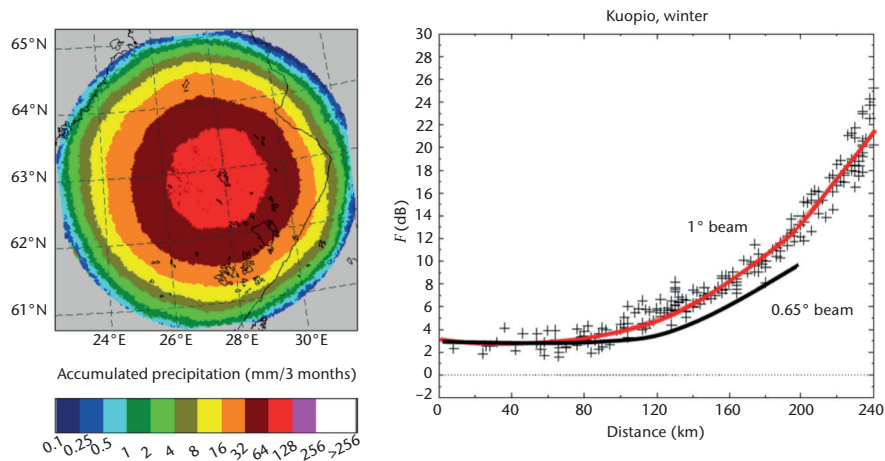 65°N
64°N
63°N
62°N
61°N
24°E 26°E 28°E 30°E
Accumulated precipitation (mm/3 months)
0.1 0.25 0.5 1 2 4 8 16 32 64 128 256 >256
Kuopio, winter
F (dB)
30
28
26
24
22
20
18
16
14
12
10
8
6
4
2
0
−2
1° beam
0.65° beam
0 40 80 120 160 200 240
Distance (km)